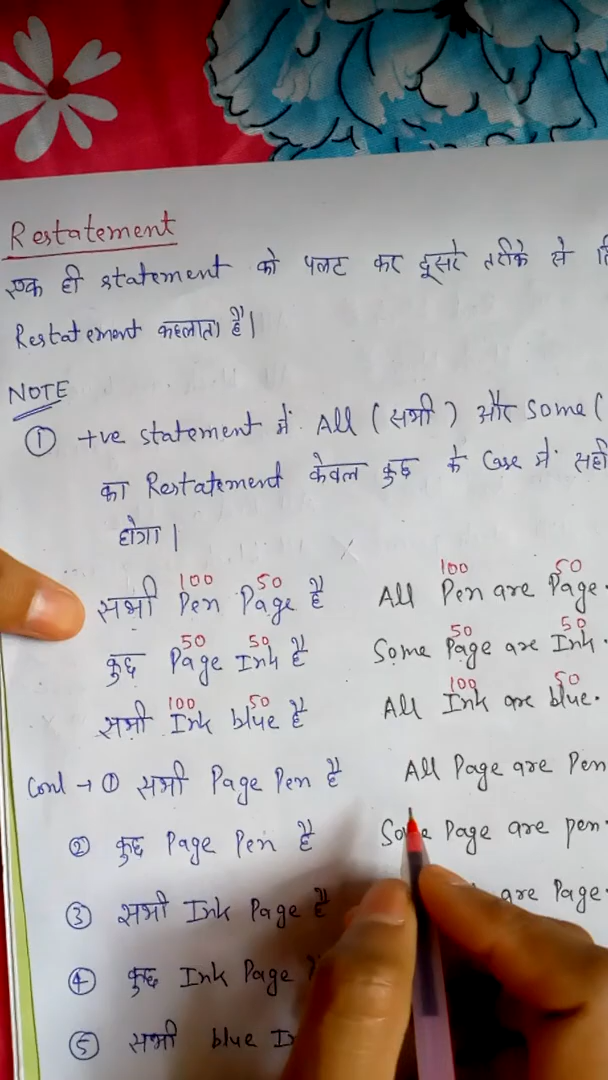 Restatement
एक ही statement को पलट कर दूसरे तरीके से
Restatement कहलाता है।
NOTE
① +ve statement में All (सभी) और Some (
का Restatement केवल कुछ के Case में सही
होगा।
100 50 100 50
सभी Pen Page है All Pen are Page.
50 50 50 50
कुछ Page Ink है Some Page are Ink.
100 50 100 50
सभी Ink blue है All Ink are blue.
Conl → ① सभी Page Pen है All Page are Pen
② कुछ Page Pen है Some Page are pen.
③ सभी Ink Page है are Page.
④ कुछ Ink Page
⑤ सभी blue